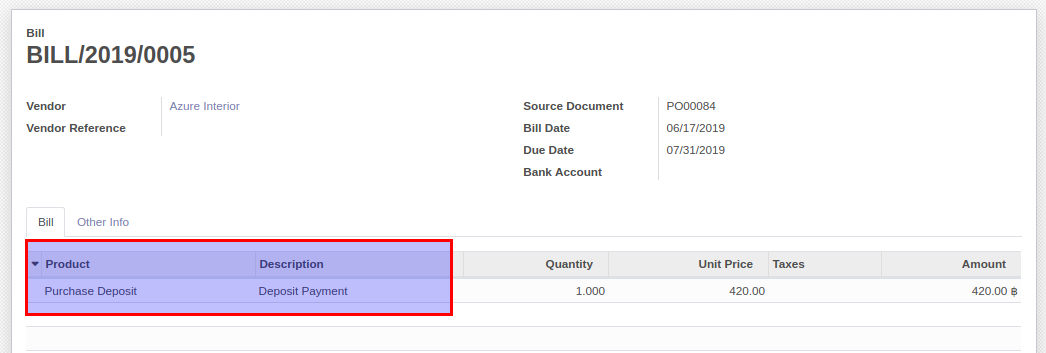 Bill
BILL/2019/0005
Vendor Azure Interior Source Document PO00084
Vendor Reference Bill Date 06/17/2019
Due Date 07/31/2019
Bank Account
Bill Other Info
Product Description Quantity Unit Price Taxes Amount
Purchase Deposit Deposit Payment 1.000 420.00 420.00 ฿